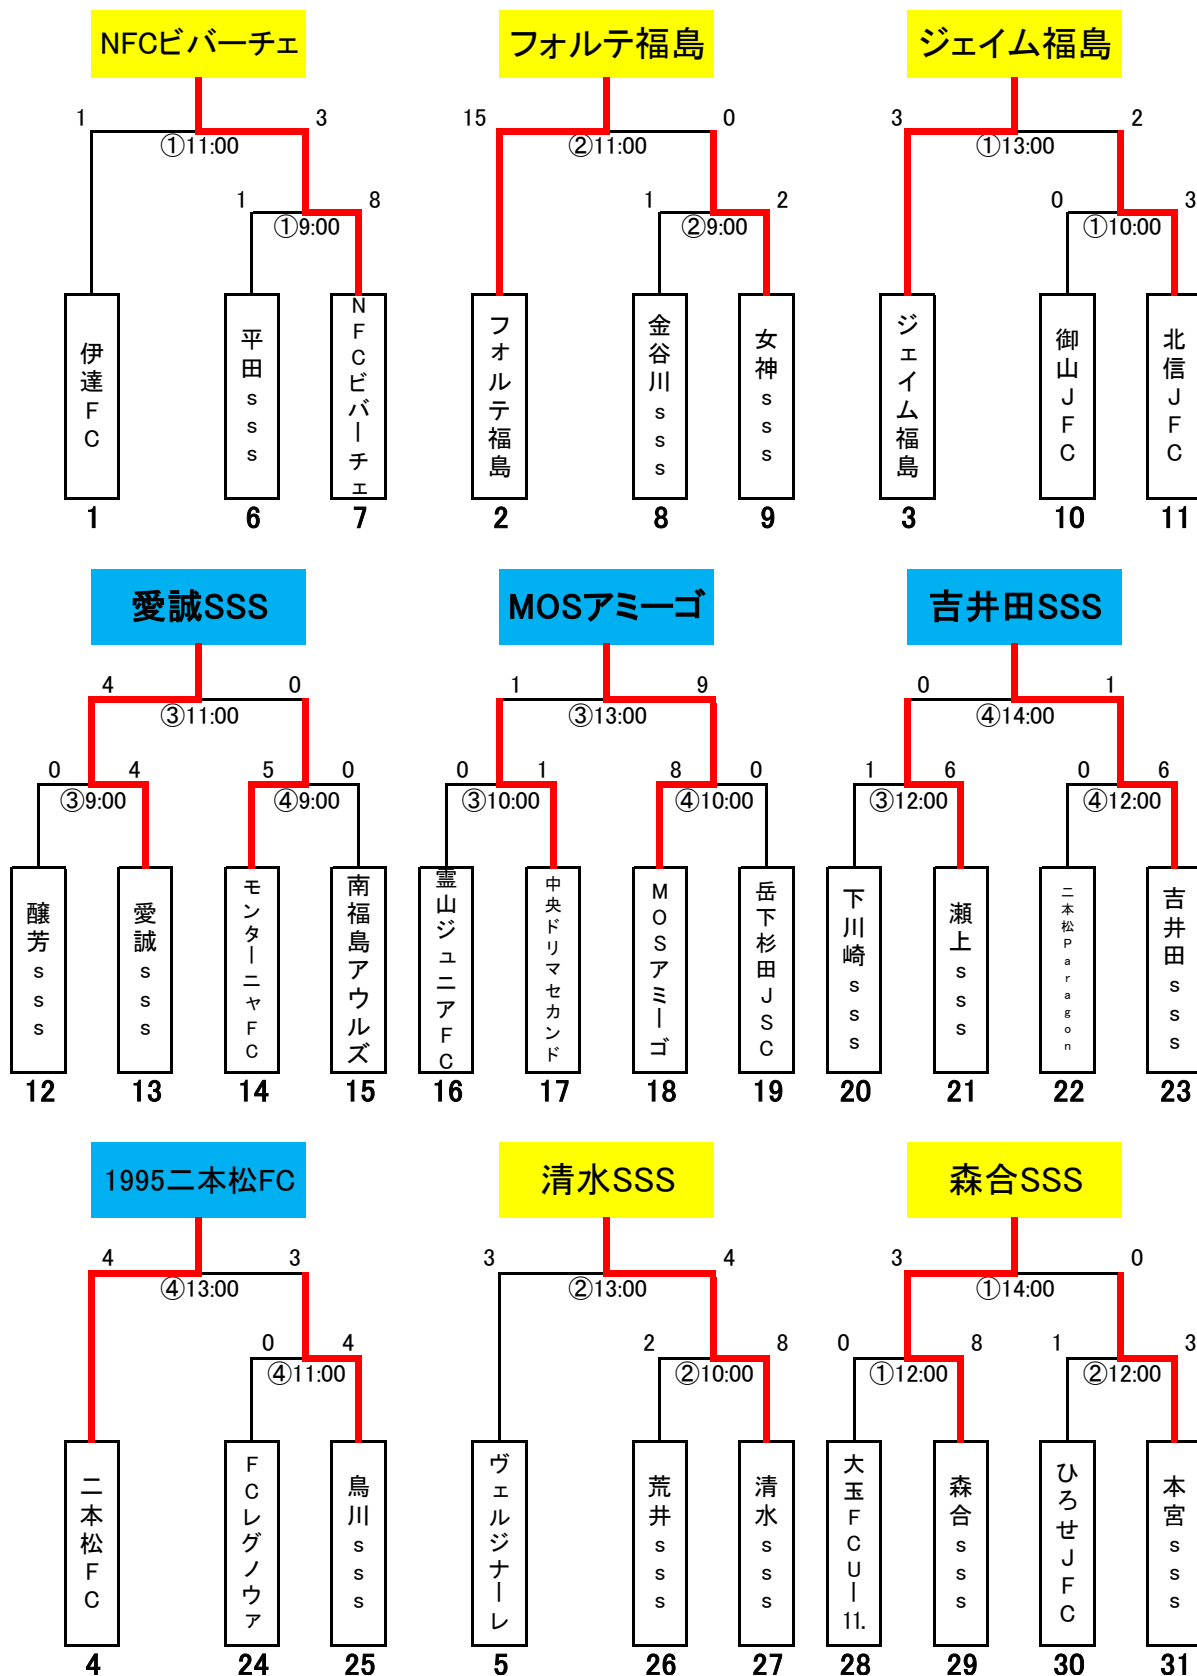 NFCビバーチェ
フォルテ福島
ジェイム福島
1 3
①11:00
15 0
②11:00
3 2
①13:00
1 8
①9:00
1 2
②9:00
0 3
①10:00
伊達FC
平田sss
NFCビバーチェ
フォルテ福島
金谷川sss
女神sss
ジェイム福島
御山JFC
北信JFC
1 6 7 2 8 9 3 10 11
愛誠SSS
MOSアミーゴ
吉井田SSS
4 0
③11:00
1 9
③13:00
0 1
④14:00
0 4
③9:00
5 0
④9:00
0 1
③10:00
8 0
④10:00
1 6
③12:00
0 6
④12:00
醸芳sss
愛誠sss
モンターニャFC
南福島アウルズ
霊山ジュニアFC
中央ドリマセカンド
MOSアミーゴ
岳下杉田JSC
下川崎sss
瀬上sss
二本松Paragon
吉井田sss
12 13 14 15 16 17 18 19 20 21 22 23
1995二本松FC
清水SSS
森合SSS
4 3
④13:00
3 4
②13:00
3 0
①14:00
0 4
④11:00
2 8
②10:00
0 8
①12:00
1 3
②12:00
二本松FC
FCレグノウァ
鳥川sss
ヴェルジナーレ
荒井sss
清水sss
大玉FCUー11.
森合sss
ひろせJFC
本宮sss
4 24 25 5 26 27 28 29 30 31